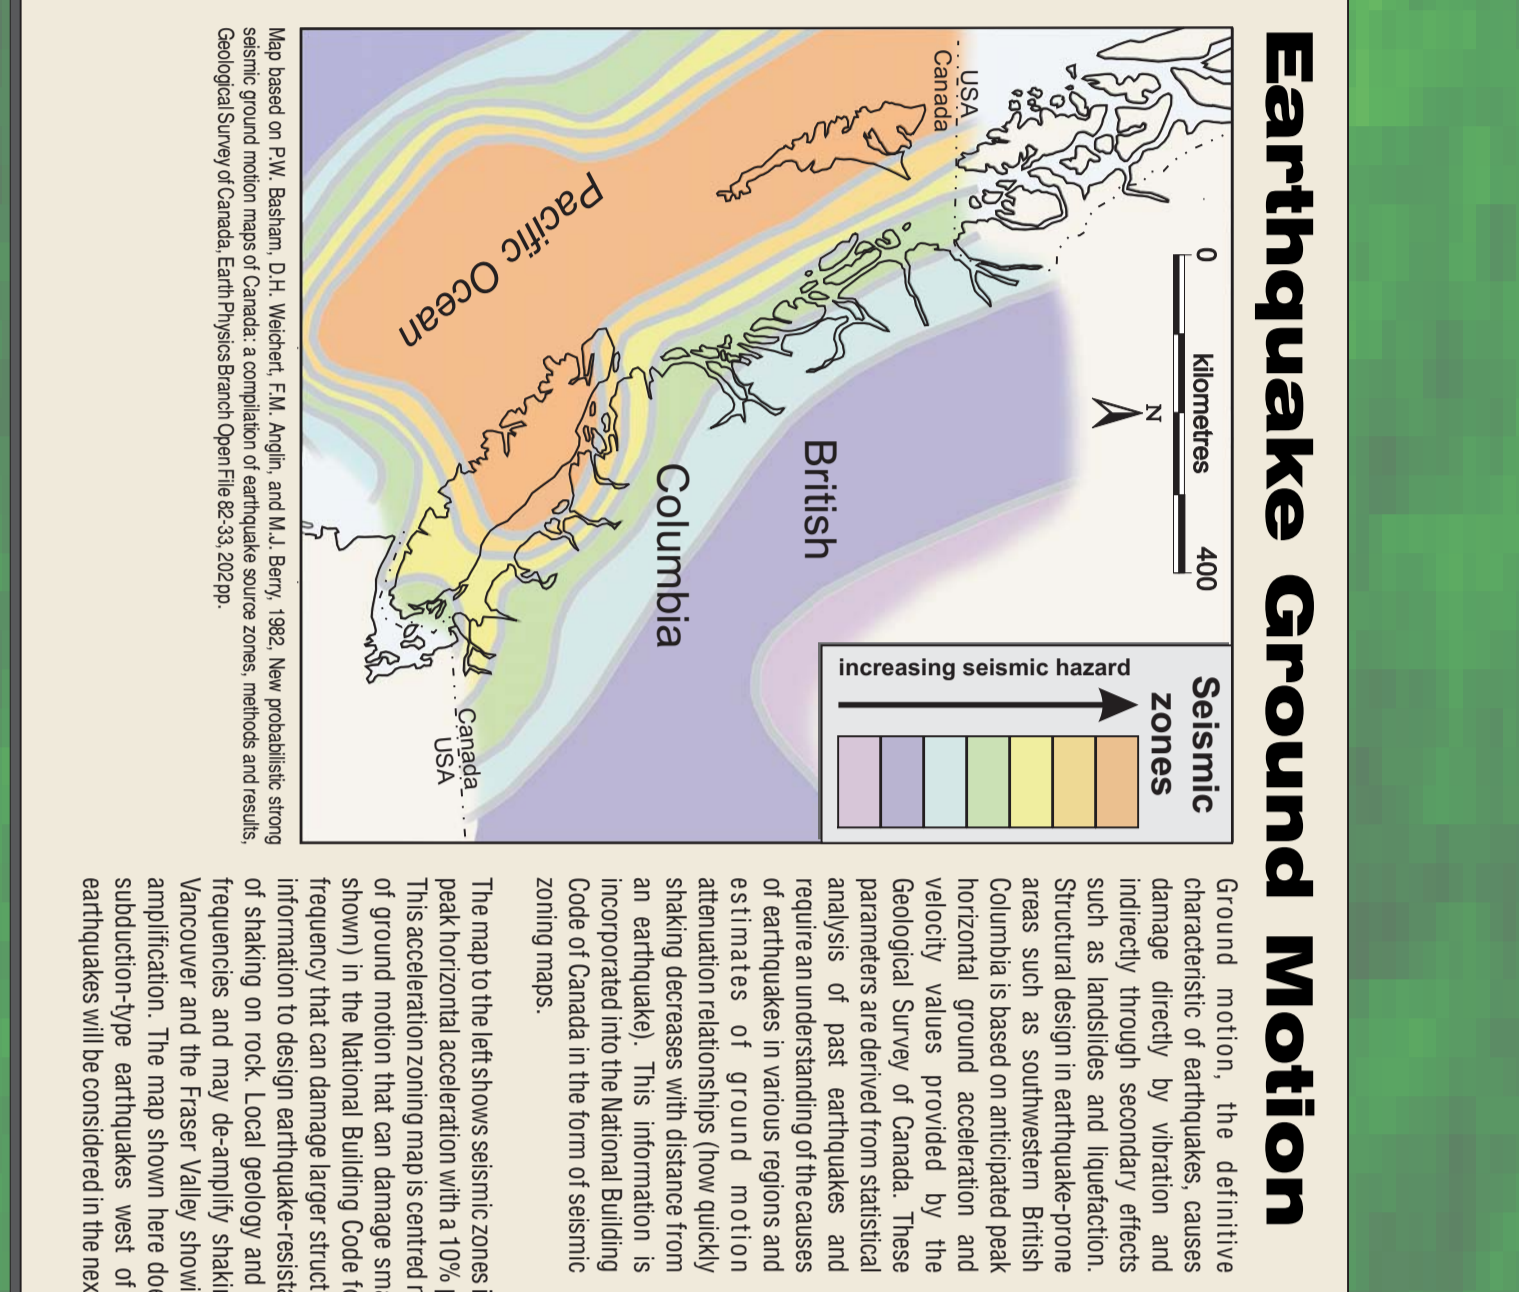 Earthquake Ground Motion
0 kilometres 400
N
USA
Canada
Pacific Ocean
British
Columbia
Canada
USA
Seismic
zones
increasing seismic hazard
Map based on P.W. Basham, D.H. Weichert, F.M. Anglin, and M.J. Berry, 1982, New probabilistic strong
seismic ground motion maps of Canada: a compilation of earthquake source zones, methods and results,
Geological Survey of Canada, Earth Physics Branch Open File 82-33, 202 pp.
Ground motion, the definitive
characteristic of earthquakes, causes
damage directly by vibration and
indirectly through secondary effects
such as landslides and liquefaction.
Structural design in earthquake-prone
areas such as southwestern British
Columbia is based on anticipated peak
horizontal ground acceleration and
velocity values provided by the
Geological Survey of Canada. These
parameters are derived from statistical
analysis of past earthquakes and
require an understanding of the causes
of earthquakes in various regions and
estimates of ground motion
attenuation relationships (how quickly
shaking decreases with distance from
an earthquake). This information is
incorporated into the National Building
Code of Canada in the form of seismic
zoning maps.
The map to the left shows seismic zones
peak horizontal acceleration with a 10%
This acceleration zoning map is centred
of ground motion that can damage
shown) in the National Building Code
frequency that can damage larger
information to design
of shaking on rock. Local geology and
frequencies and may de-amplify
Vancouver and the Fraser Valley
amplification. The map shown here
subduction-type earthquakes west of
earthquakes will be considered in the